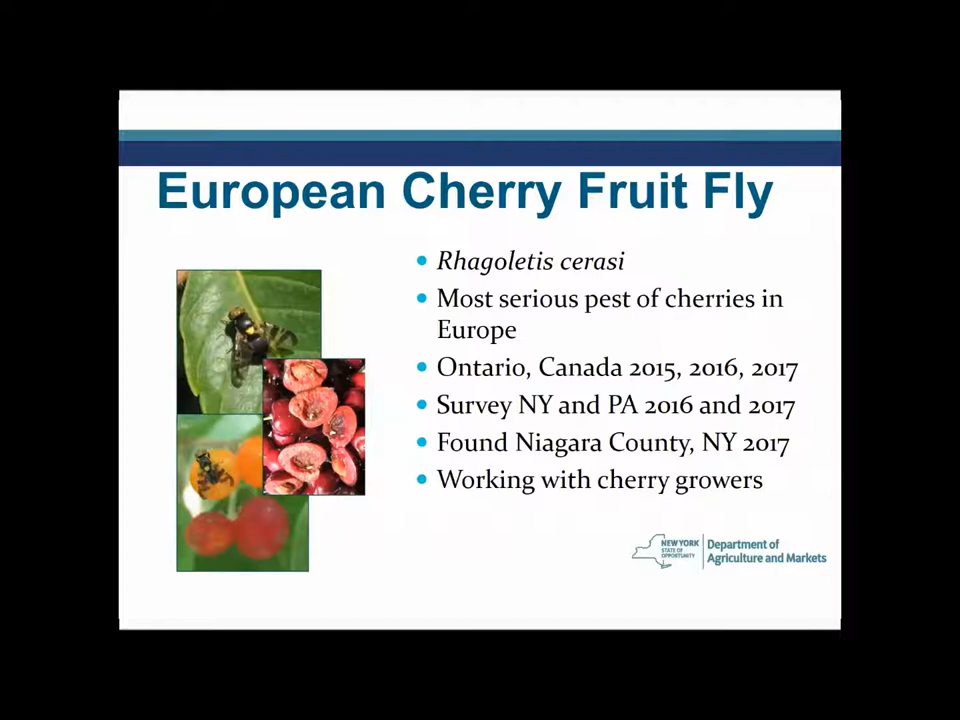 European Cherry Fruit Fly
Rhagoletis cerasi
Most serious pest of cherries in
Europe
Ontario, Canada 2015, 2016, 2017
Survey NY and PA 2016 and 2017
Found Niagara County, NY 2017
Working with cherry growers
NEW YORK
STATE OF
OPPORTUNITY
Department of
Agriculture and Markets